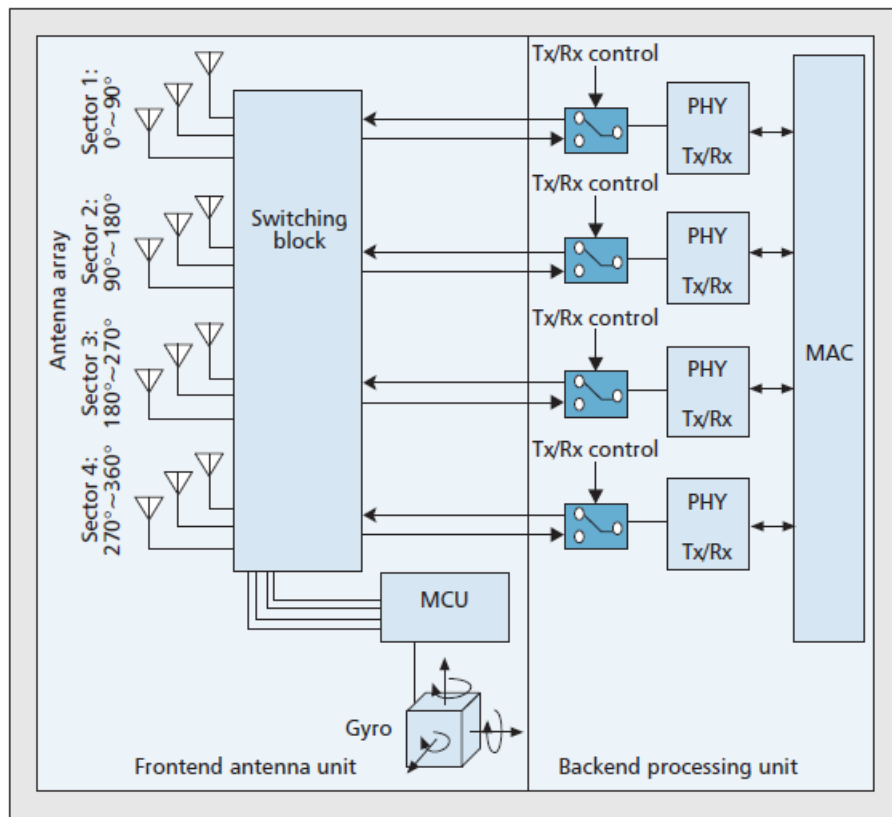 Antenna array
Sector 1:
0°~90°
Sector 2:
90°~180°
Sector 3:
180°~270°
Sector 4:
270°~360°
Switching
block
MCU
Gyro
Frontend antenna unit
Tx/Rx control
PHY
Tx/Rx
Tx/Rx control
PHY
Tx/Rx
Tx/Rx control
PHY
Tx/Rx
Tx/Rx control
PHY
Tx/Rx
MAC
Backend processing unit